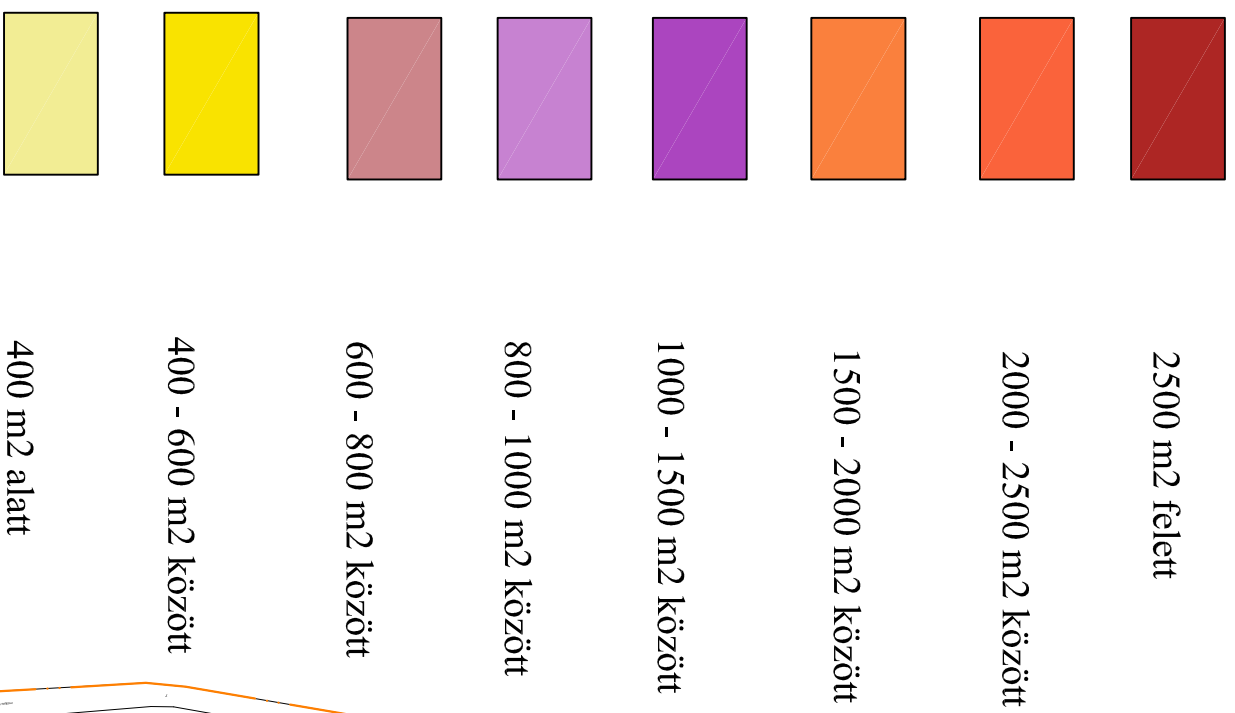 2500 m2 felett
2000 - 2500 m2 között
1500 - 2000 m2 között
1000 - 1500 m2 között
800 - 1000 m2 között
600 - 800 m2 között
400 - 600 m2 között
400 m2 alatt